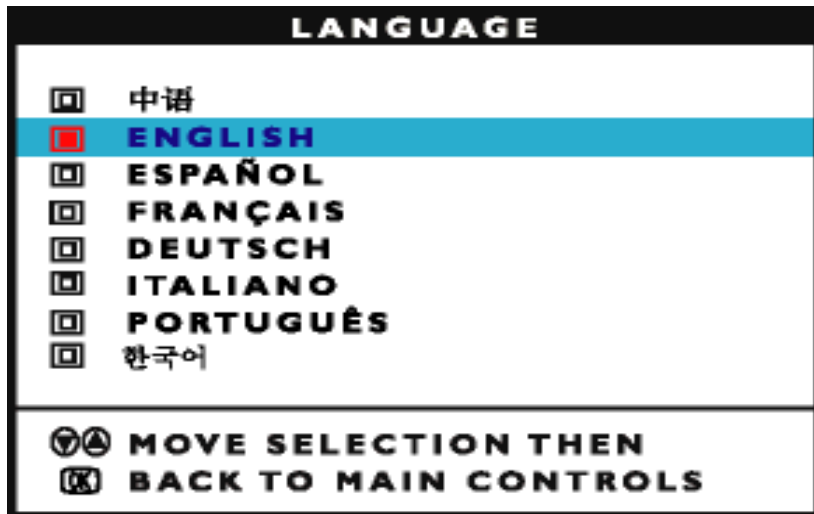 LANGUAGE
中语
ENGLISH
ESPAÑOL
FRANÇAIS
DEUTSCH
ITALIANO
PORTUGUÊS
한국어
MOVE SELECTION THEN
OK BACK TO MAIN CONTROLS